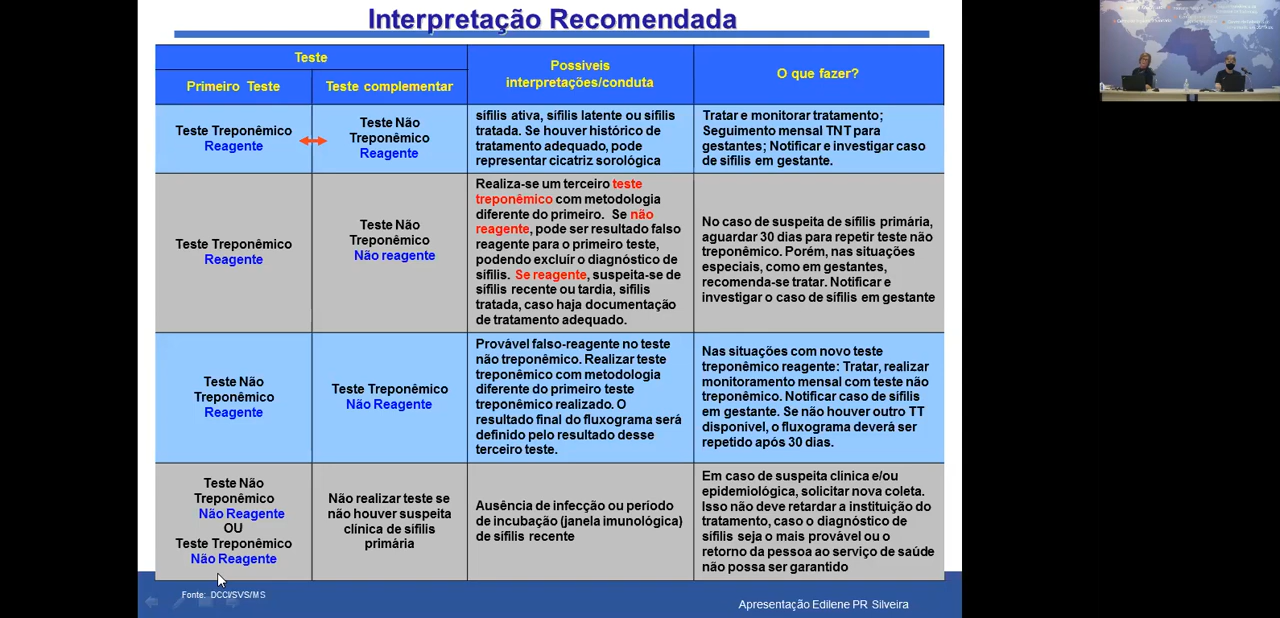 Interpretação Recomendada
Teste
Possíveis
interpretações/conduta
O que fazer?
Primeiro Teste
Teste complementar
Teste Treponêmico
Reagente
Teste Não
Treponêmico
Reagente
sífilis ativa, sífilis latente ou sífilis
tratada. Se houver histórico de
tratamento adequado, pode
representar cicatriz sorológica
Tratar e monitorar tratamento;
Seguimento mensal TNT para
gestantes; Notificar e investigar caso
de sífilis em gestante.
Teste Treponêmico
Reagente
Teste Não
Treponêmico
Não reagente
Realiza-se um terceiro teste
treponêmico com metodologia
diferente do primeiro. Se não
reagente, pode ser resultado falso
reagente para o primeiro teste,
podendo excluír o diagnóstico de
sífilis. Se reagente, suspeita-se de
sífilis recente ou tardia, sífilis
tratada, caso haja documentação
de tratamento adequado.
No caso de suspeita de sífilis primária,
aguardar 30 dias para repetir teste não
treponêmico. Porém, nas situações
especiais, como em gestantes,
recomenda-se tratar. Notificar e
investigar o caso de sífilis em gestante
Teste Não
Treponêmico
Reagente
Teste Treponêmico
Não Reagente
Provável falso-reagente no teste
não treponêmico. Realizar teste
treponêmico com metodologia
diferente do primeiro teste
treponêmico realizado. O
resultado final do fluxograma será
definido pelo resultado desse
terceiro teste.
Nas situações com novo teste
treponêmico reagente: Tratar, realizar
monitoramento mensal com teste não
treponêmico. Notificar caso de sífilis
em gestante. Se não houver outro TT
disponível, o fluxograma deverá ser
repetido após 30 dias.
Teste Não
Treponêmico
Não Reagente
OU
Teste Treponêmico
Não Reagente
Não realizar teste se
não houver suspeita
clínica de sífilis
primária
Ausência de infecção ou período
de incubação (janela imunológica)
de sífilis recente
Em caso de suspeita clínica e/ou
epidemiológica, solicitar nova coleta.
Isso não deve retardar a instituição do
tratamento, caso o diagnóstico de
sífilis seja o mais provável ou o
retorno da pessoa ao serviço de saúde
não possa ser garantido
Fonte: DCCI/SVS/MS
Apresentação Edilene PR Silveira